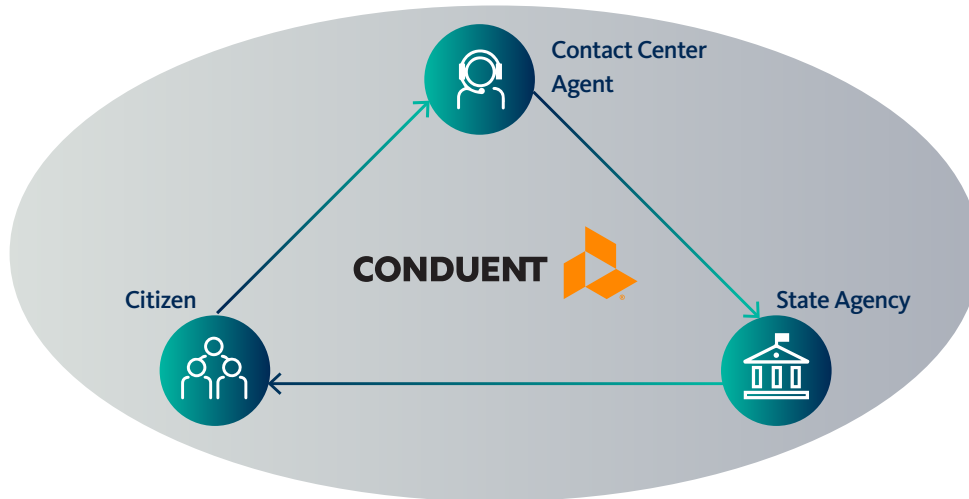 Contact Center
Agent
CONDUENT
®
Citizen
State Agency